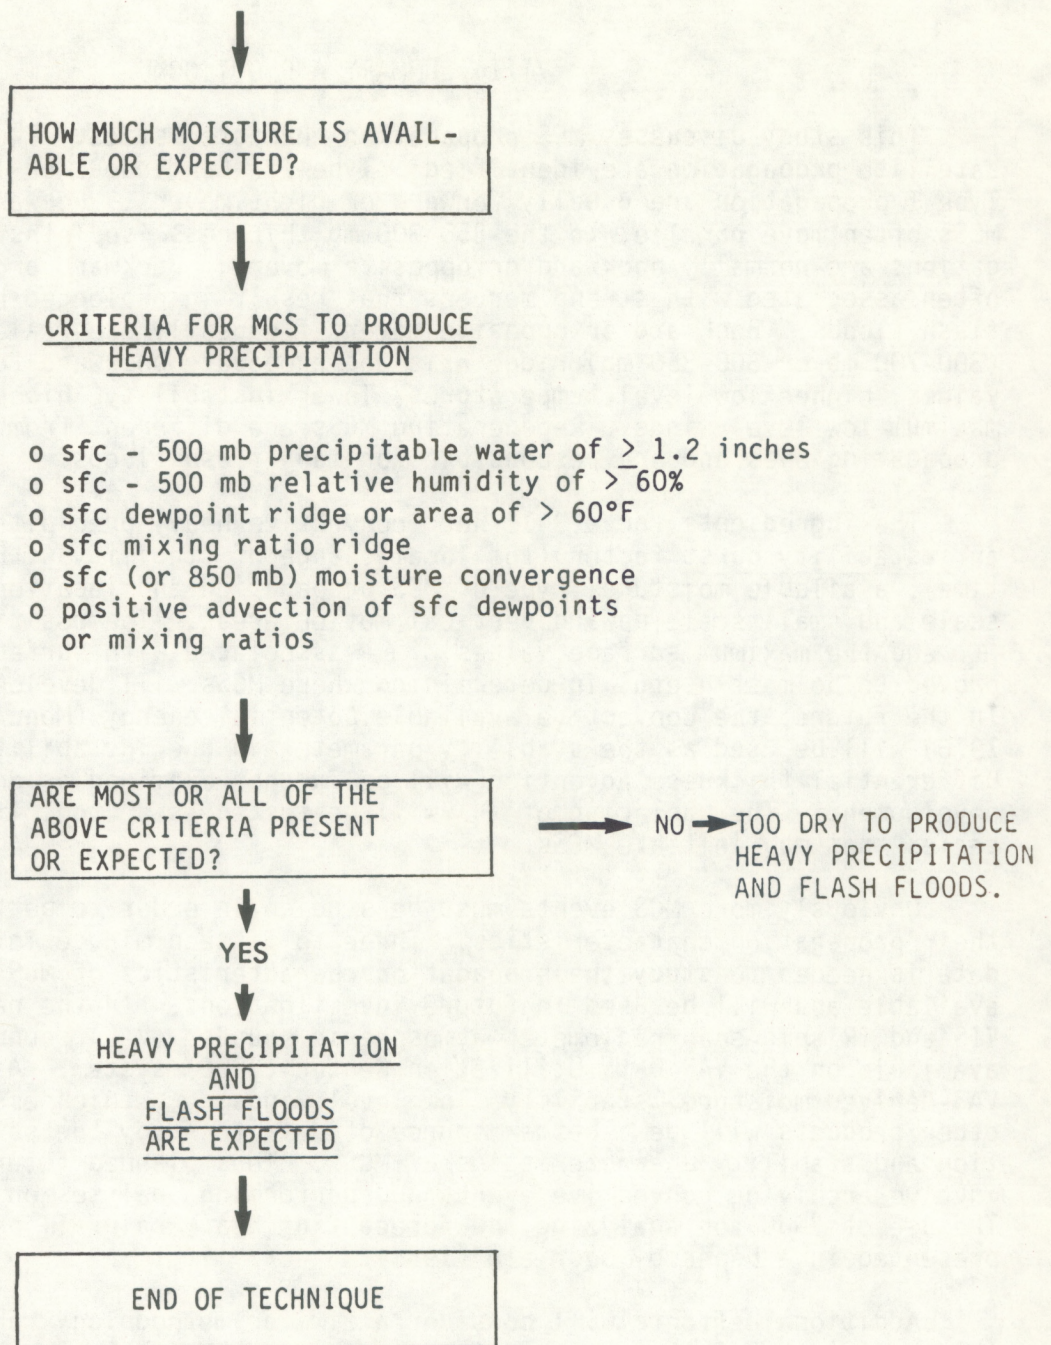 HOW MUCH MOISTURE IS AVAIL-
ABLE OR EXPECTED?
CRITERIA FOR MCS TO PRODUCE
HEAVY PRECIPITATION
o sfc - 500 mb precipitable water of ≥ 1.2 inches
o sfc - 500 mb relative humidity of > 60%
o sfc dewpoint ridge or area of > 60°F
o sfc mixing ratio ridge
o sfc (or 850 mb) moisture convergence
o positive advection of sfc dewpoints
or mixing ratios
ARE MOST OR ALL OF THE
ABOVE CRITERIA PRESENT
OR EXPECTED?
NO
TOO DRY TO PRODUCE
HEAVY PRECIPITATION
AND FLASH FLOODS.
YES
HEAVY PRECIPITATION
AND
FLASH FLOODS
ARE EXPECTED
END OF TECHNIQUE